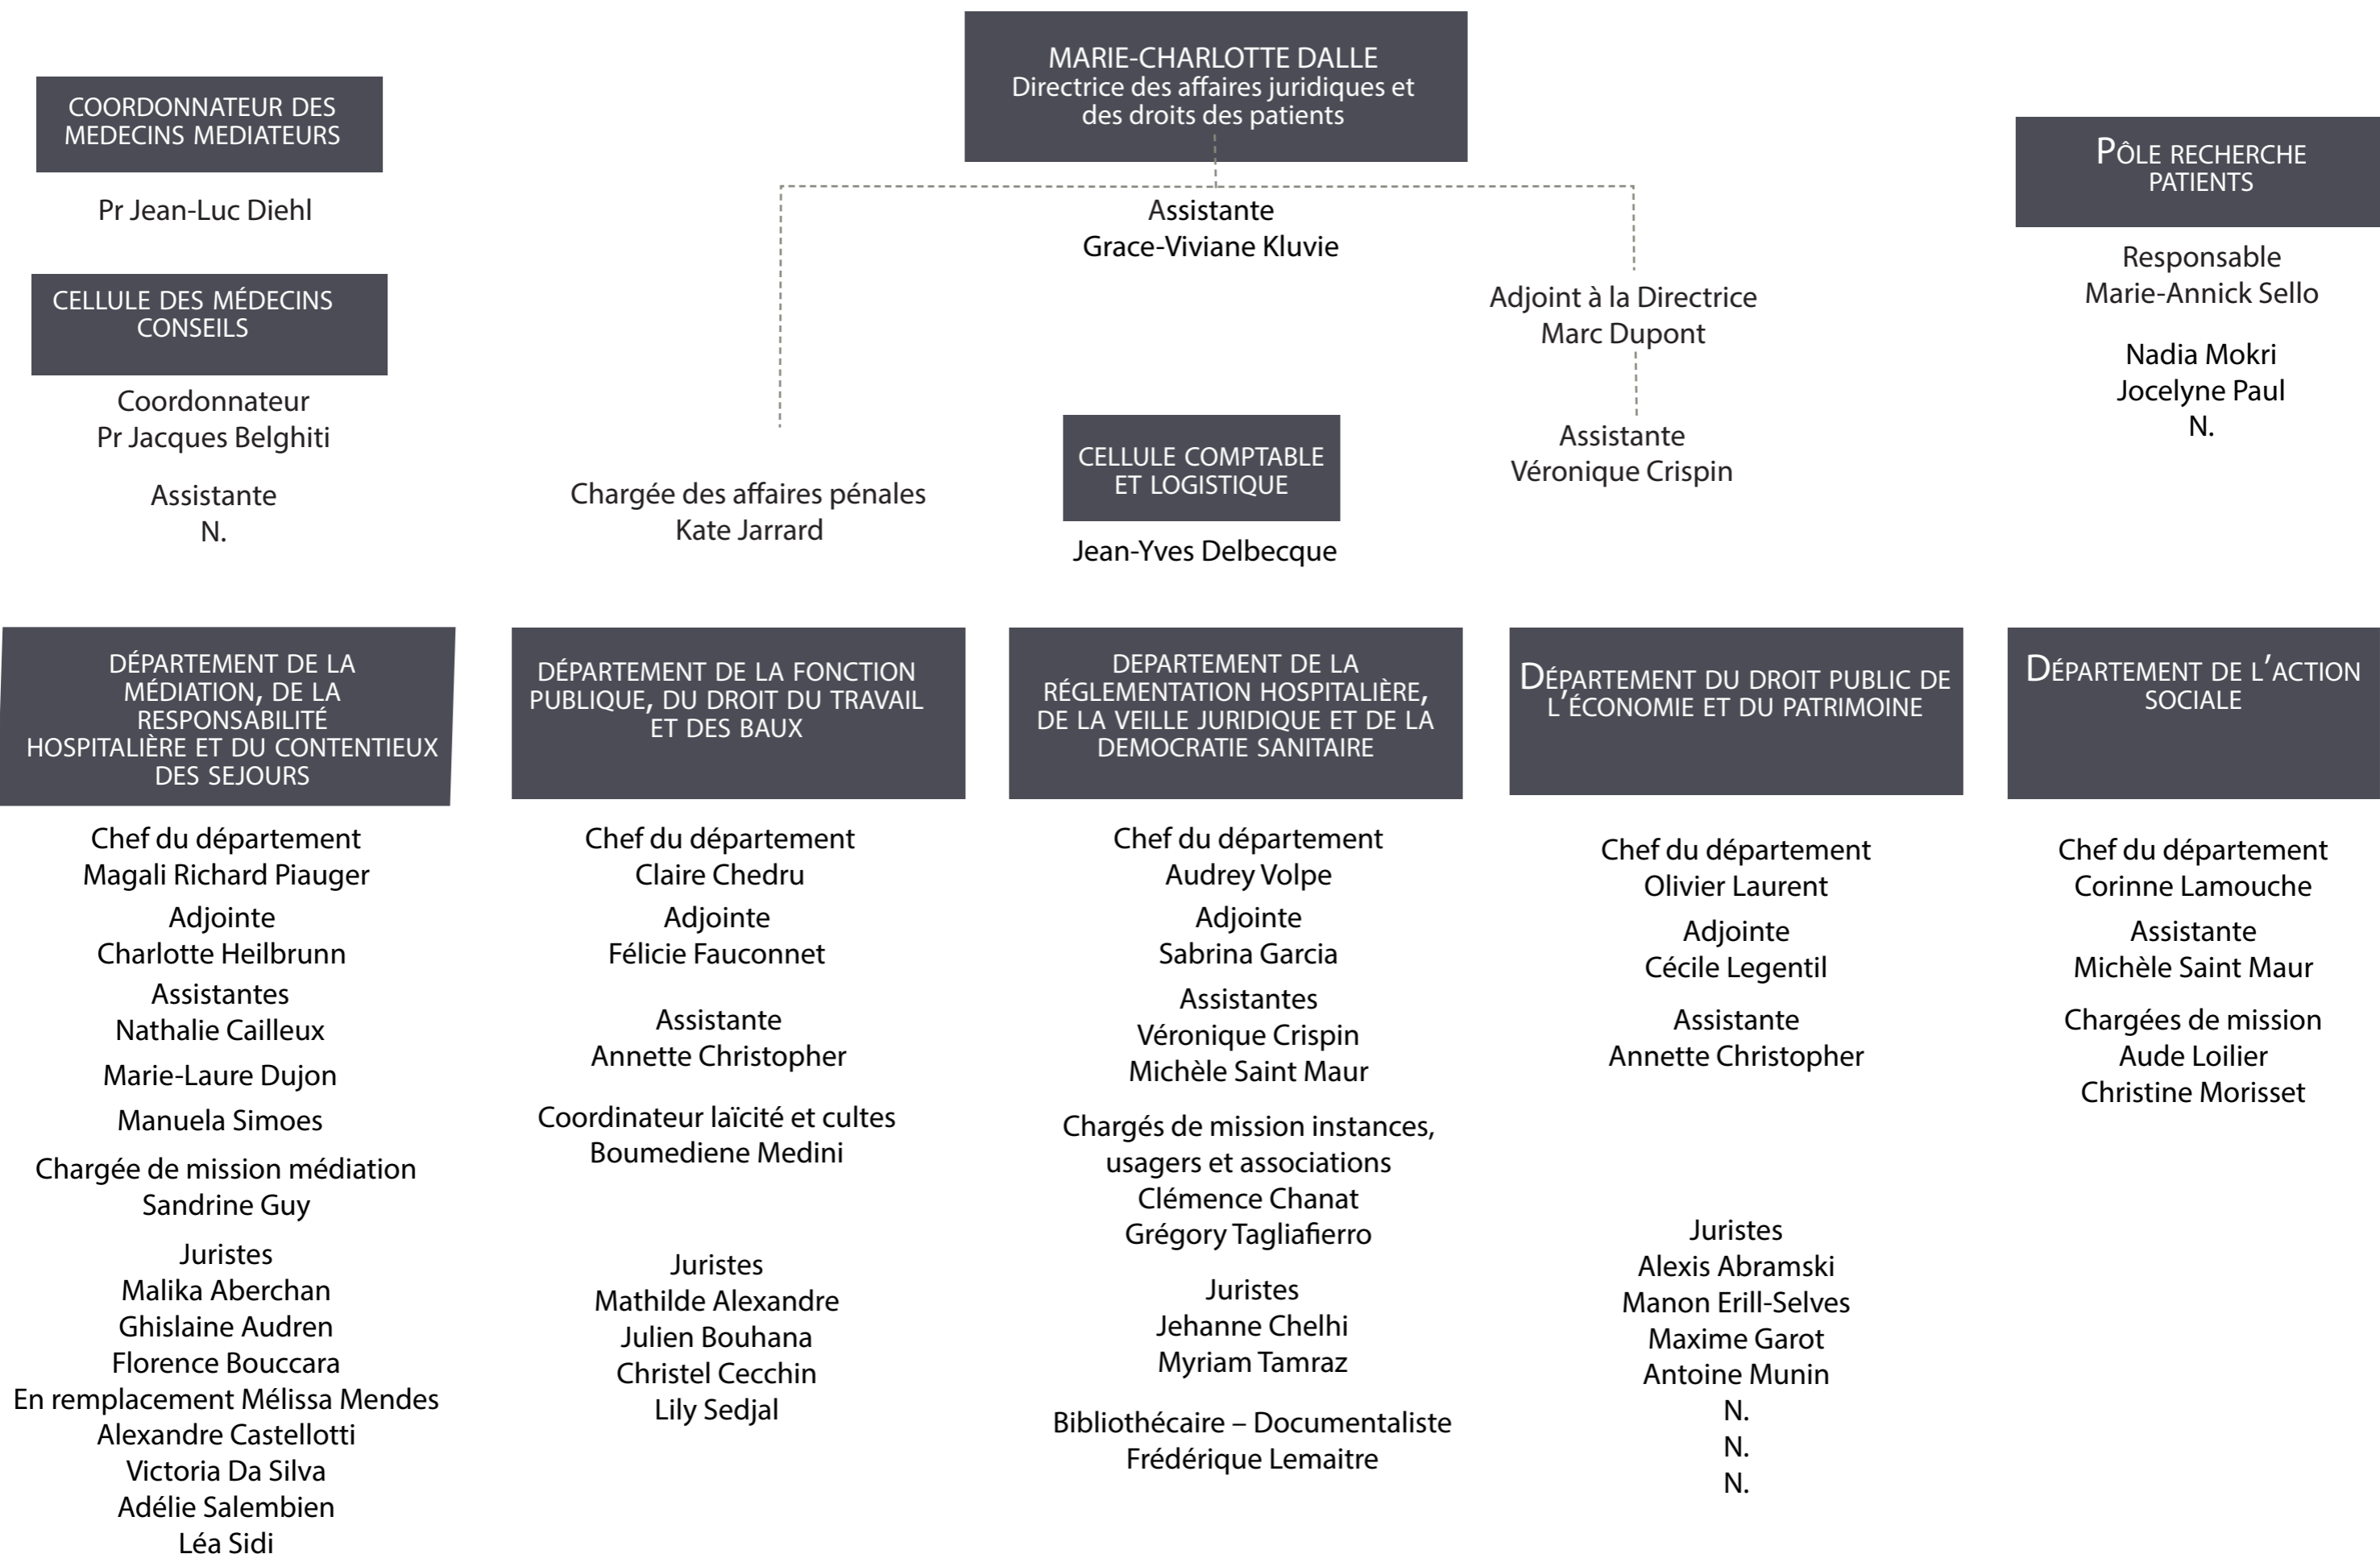 MARIE-CHARLOTTE DALLE
Directrice des affaires juridiques et
des droits des patients
COORDONNATEUR DES
MEDECINS MEDIATEURS
Pr Jean-Luc Diehl
CELLULE DES MÉDECINS
CONSEILS
Coordonnateur
Pr Jacques Belghiti
Assistante
N.
Assistante
Grace-Viviane Kluvie
Chargée des affaires pénales
Kate Jarrard
CELLULE COMPTABLE
ET LOGISTIQUE
Jean-Yves Delbecque
Adjoint à la Directrice
Marc Dupont
Assistante
Véronique Crispin
PÔLE RECHERCHE
PATIENTS
Responsable
Marie-Annick Sello
Nadia Mokri
Jocelyne Paul
N.
DÉPARTEMENT DE LA
MÉDIATION, DE LA
RESPONSABILITÉ
HOSPITALIÈRE ET DU CONTENTIEUX
DES SEJOURS
Chef du département
Magali Richard Piauger
Adjointe
Charlotte Heilbrunn
Assistantes
Nathalie Cailleux
Marie-Laure Dujon
Manuela Simoes
Chargée de mission médiation
Sandrine Guy
Juristes
Malika Aberchan
Ghislaine Audren
Florence Bouccara
En remplacement Mélissa Mendes
Alexandre Castellotti
Victoria Da Silva
Adélie Salembien
Léa Sidi
DÉPARTEMENT DE LA FONCTION
PUBLIQUE, DU DROIT DU TRAVAIL
ET DES BAUX
Chef du département
Claire Chedru
Adjointe
Félicie Fauconnet
Assistante
Annette Christopher
Coordinateur laïcité et cultes
Boumediene Medini
Juristes
Mathilde Alexandre
Julien Bouhana
Christel Cecchin
Lily Sedjal
DEPARTEMENT DE LA
RÉGLEMENTATION HOSPITALIÈRE,
DE LA VEILLE JURIDIQUE ET DE LA
DEMOCRATIE SANITAIRE
Chef du département
Audrey Volpe
Adjointe
Sabrina Garcia
Assistantes
Véronique Crispin
Michèle Saint Maur
Chargés de mission instances,
usagers et associations
Clémence Chanat
Grégory Tagliafierro
Juristes
Jehanne Chelhi
Myriam Tamraz
Bibliothécaire – Documentaliste
Frédérique Lemaitre
DÉPARTEMENT DU DROIT PUBLIC DE
L'ÉCONOMIE ET DU PATRIMOINE
Chef du département
Olivier Laurent
Adjointe
Cécile Legentil
Assistante
Annette Christopher
Juristes
Alexis Abramski
Manon Erill-Selves
Maxime Garot
Antoine Munin
N.
N.
N.
DÉPARTEMENT DE L'ACTION
SOCIALE
Chef du département
Corinne Lamouche
Assistante
Michèle Saint Maur
Chargées de mission
Aude Loilier
Christine Morisset